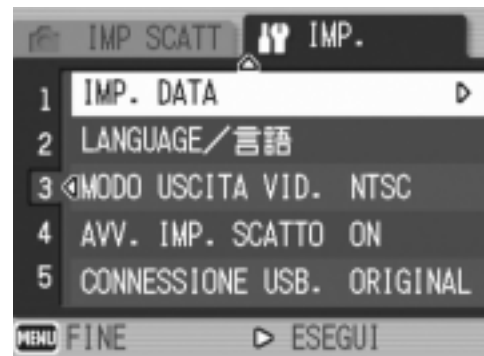 IMP SCATT IMP.
1 IMP. DATA
2 LANGUAGE/言語
3 MODO USCITA VID. NTSC
4 AVV. IMP. SCATTO ON
5 CONNESSIONE USB. ORIGINAL
MENU FINE ESEGUI